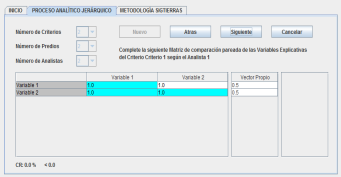 INICIO PROCESO ANALÍTICO JERÁRQUICO METODOLOGÍA SIGTIERRAS
Número de Criterios 2 Nuevo Atras Siguiente Cancelar
Número de Predios 2
Número de Analistas 2
Complete la siguiente Matriz de comparación pareada de las Variables Explicativas
del Criterio Criterio 1 según el Analista 1
Variable 1 Variable 2 Vector Propio
Variable 1 1.0 1.0 0.5
Variable 2 1.0 1.0 0.5
CR: 0.0 % < 0.0